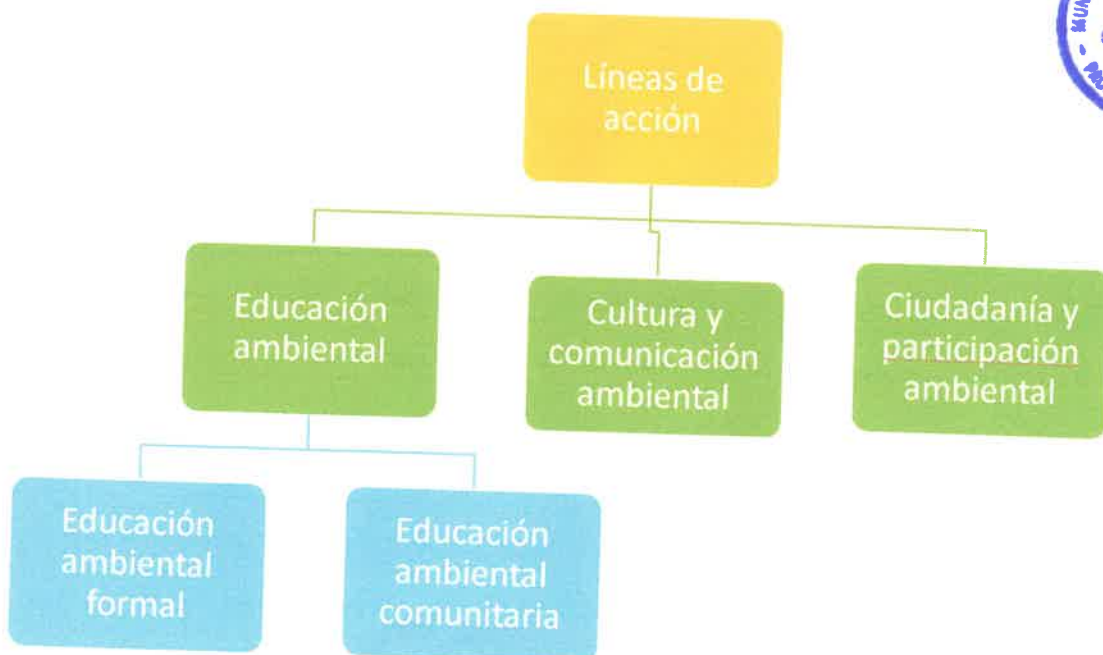 Líneas de
acción
Educación
ambiental
Cultura y
comunicación
ambiental
Ciudadanía y
participación
ambiental
Educación
ambiental
formal
Educación
ambiental
comunitaria